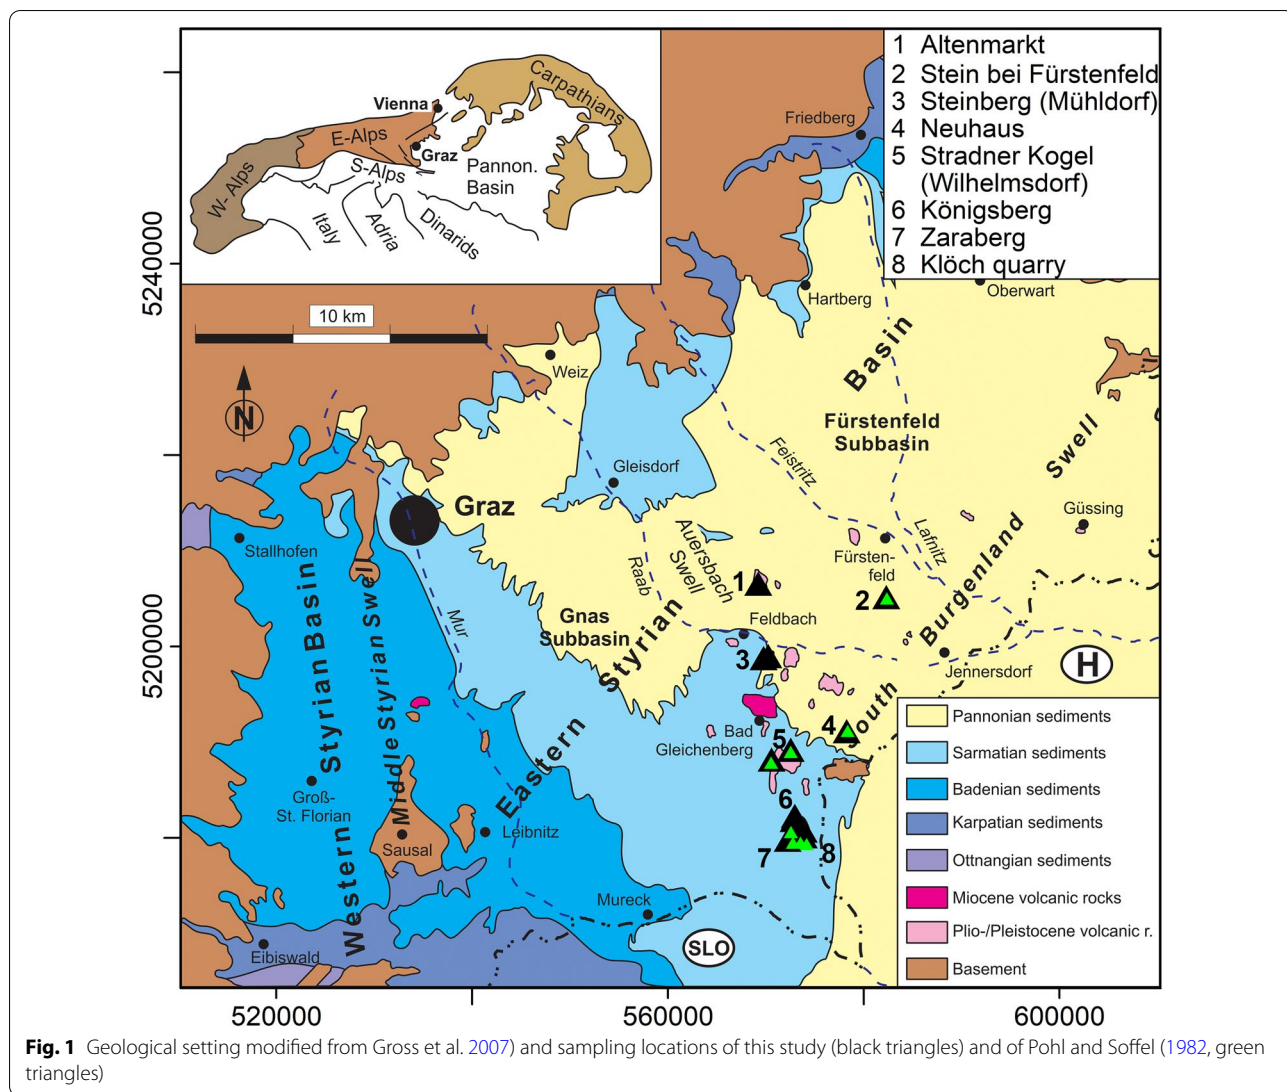 1 Altenmarkt
2 Stein bei Fürstenfeld
3 Steinberg (Mühldorf)
4 Neuhaus
5 Stradner Kogel
(Wilhelmsdorf)
6 Königsberg
7 Zaraberg
8 Klöch quarry
Carpathians
Vienna
E-Alps
Graz
W- Alps
S-Alps
Pannon.
Basin
Italy
Adria
Dinarids
5240000
5200000
10 km
N
Friedberg
Hartberg
Oberwart
Weiz
Basin
Fürstenfeld
Subbasin
Swell
Feistritz
Gleisdorf
Graz
Güssing
Stallhofen
Auersbach
Swell
Lafnitz
Fürsten-
feld
Raab
Burgenland
1
2
Feldbach
Gnas
Subbasin
Styrian
Mur
3
Jennersdorf
H
Western Styrian Basin
Middle Styrian Swell
South
4
Bad
Gleichenberg
5
Eastern
Groß-
St. Florian
Sausal
Leibnitz
6
7
8
Mureck
SLO
Eibiswald
Pannonian sediments
Sarmatian sediments
Badenian sediments
Karpatian sediments
Ottnangian sediments
Miocene volcanic rocks
Plio-/Pleistocene volcanic r.
Basement
520000
560000
600000
Fig. 1 Geological setting modified from Gross et al. 2007) and sampling locations of this study (black triangles) and of Pohl and Soffel (1982, green
triangles)